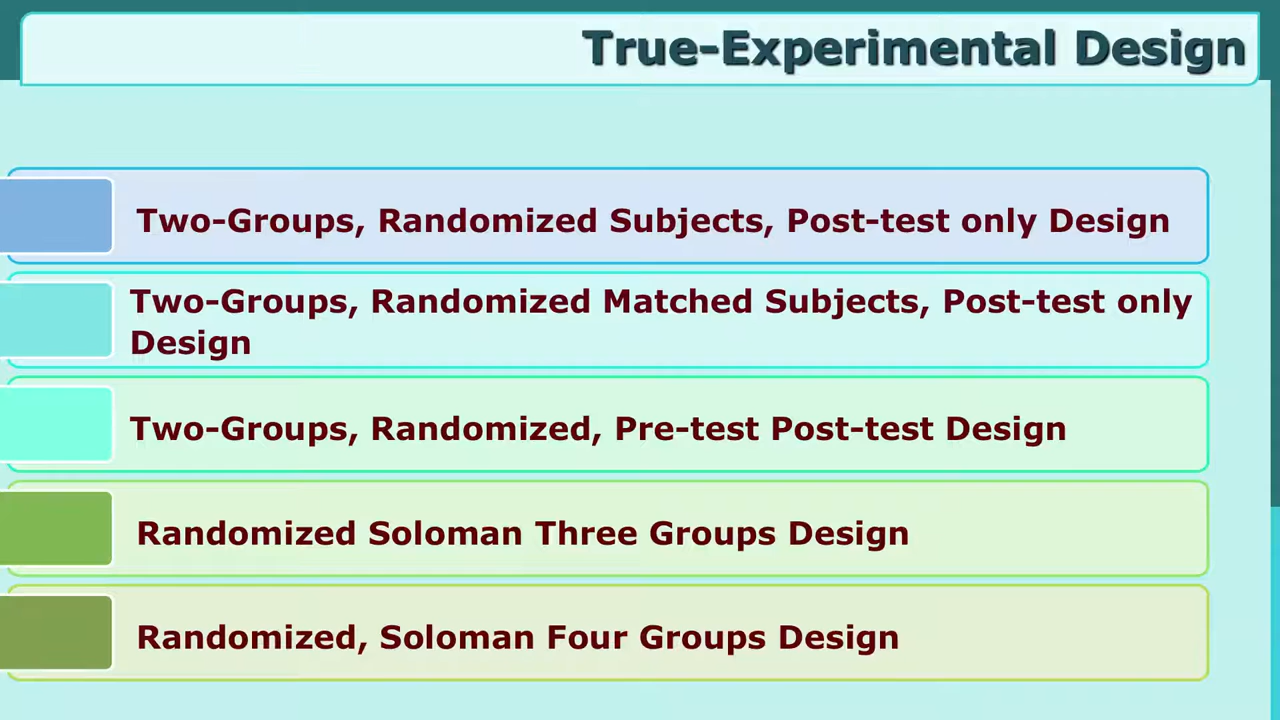 True-Experimental Design
Two-Groups, Randomized Subjects, Post-test only Design
Two-Groups, Randomized Matched Subjects, Post-test only
Design
Two-Groups, Randomized, Pre-test Post-test Design
Randomized Soloman Three Groups Design
Randomized, Soloman Four Groups Design